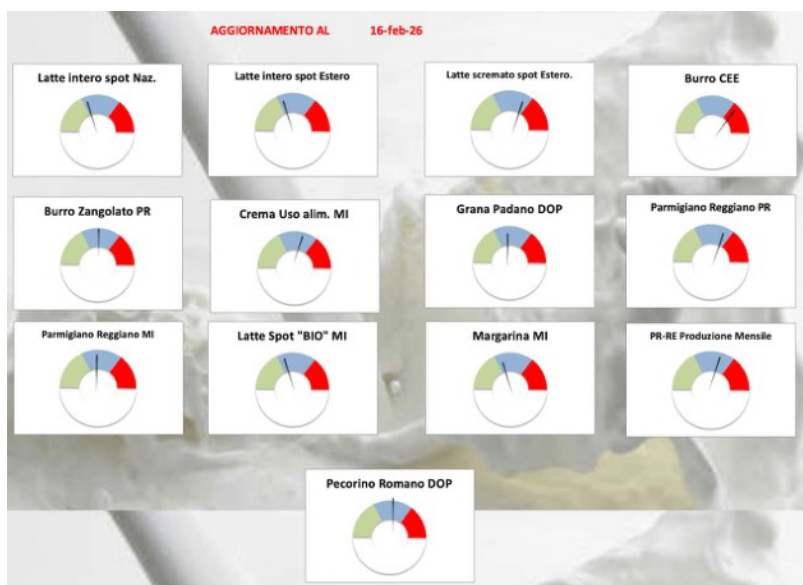 AGGIORNAMENTO AL 16-feb-26
Latte intero spot Naz.
Latte intero spot Estero
Latte scremato spot Estero.
Burro CEE
Burro Zangolato PR
Crema Uso alim. MI
Grana Padano DOP
Parmigiano Reggiano PR
Parmigiano Reggiano MI
Latte Spot "BIO" MI
Margarina MI
PR-RE Produzione Mensile
Pecorino Romano DOP